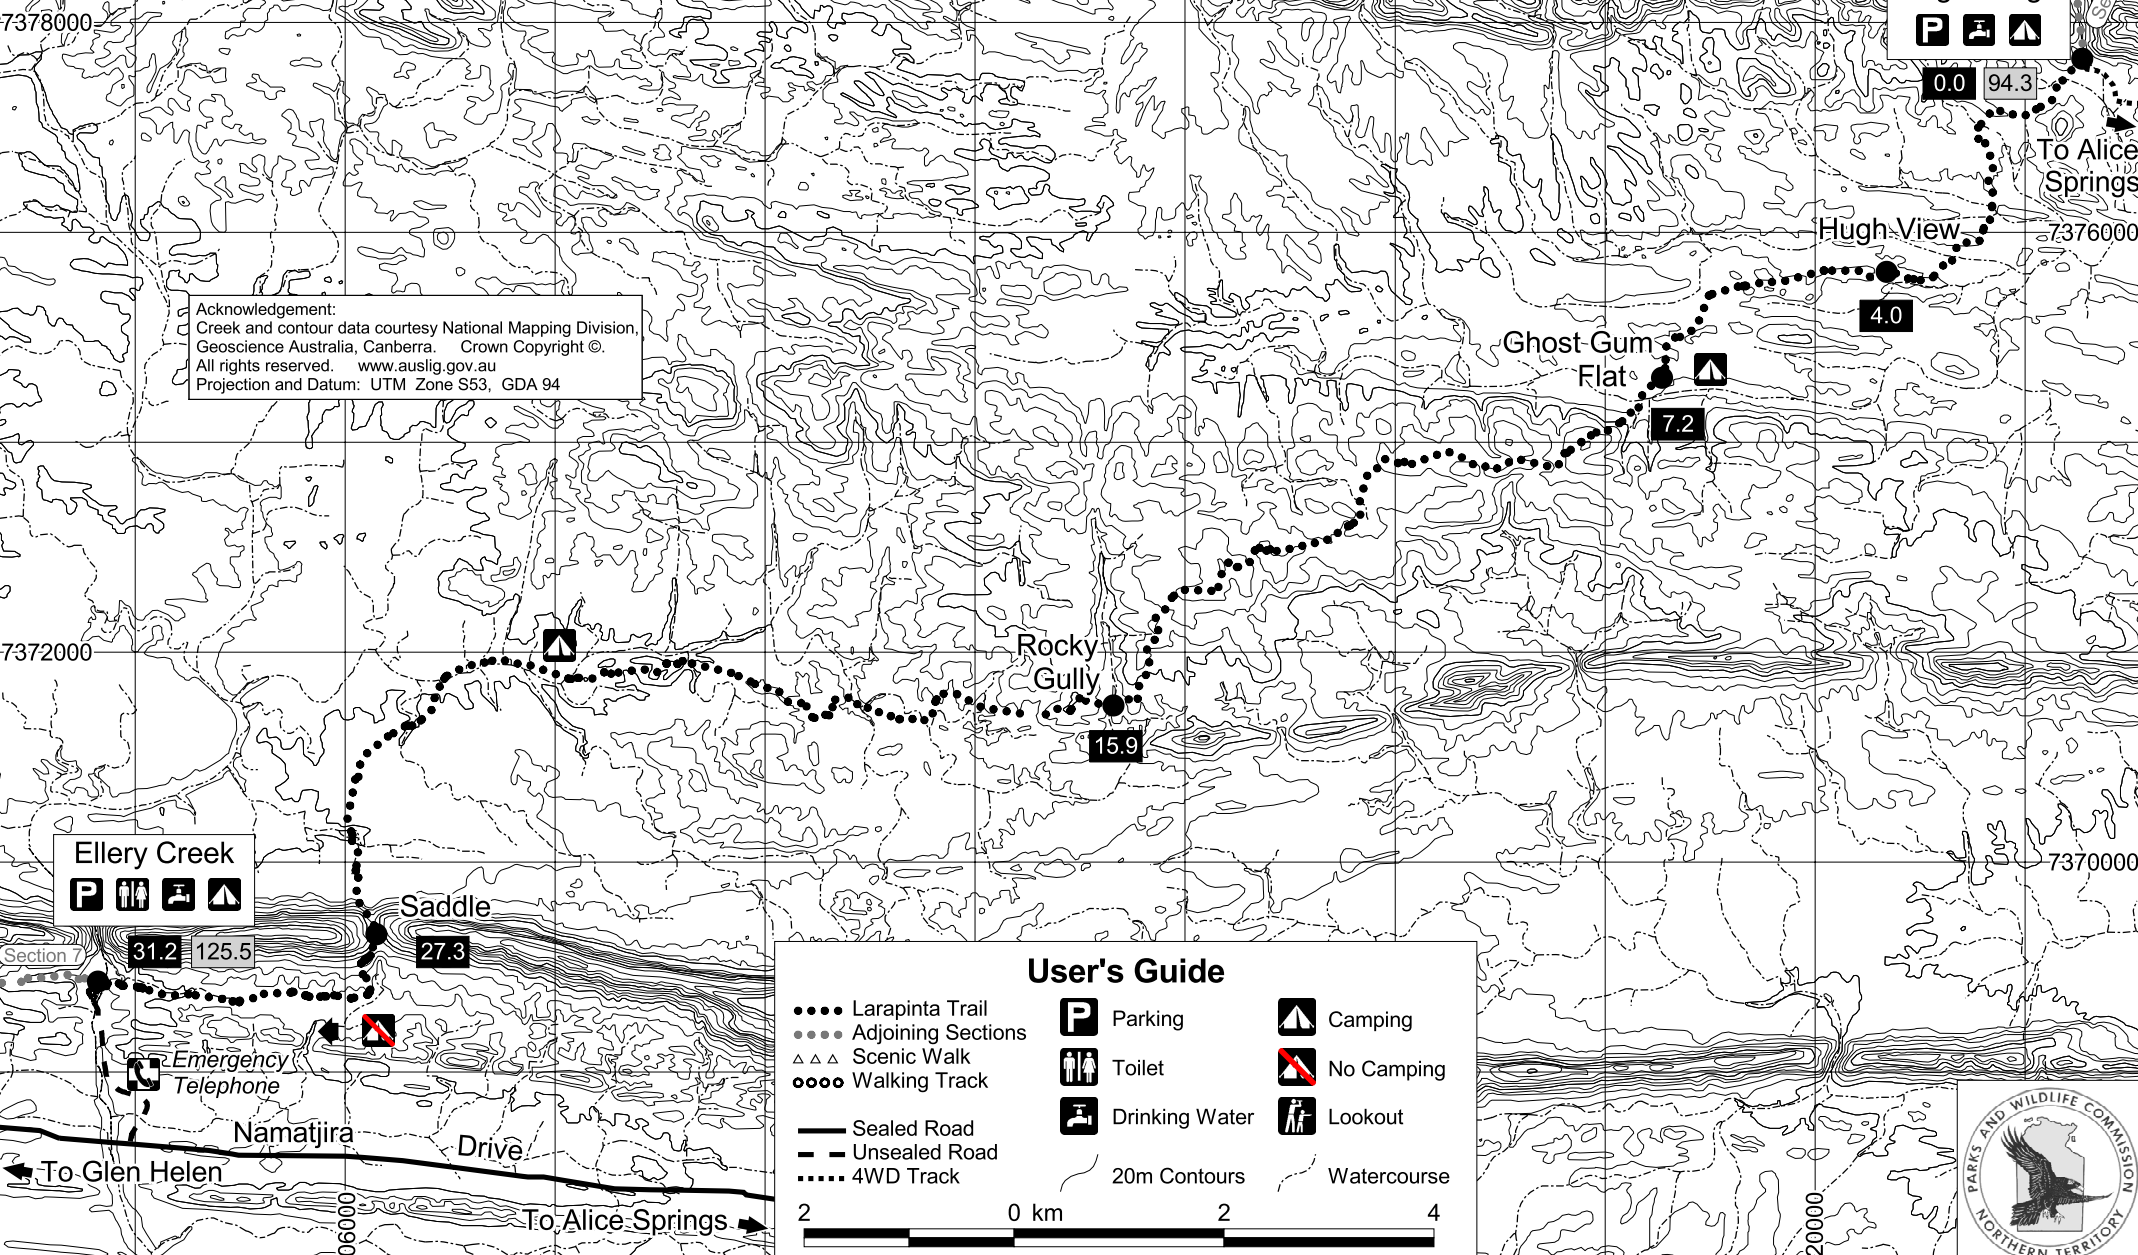 7378000
0.0 94.3
To Alice
Springs
Hugh View
7376000
4.0
Acknowledgement:
Creek and contour data courtesy National Mapping Division,
Geoscience Australia, Canberra. Crown Copyright ©.
All rights reserved. www.auslig.gov.au
Projection and Datum: UTM Zone S53, GDA 94
Ghost Gum
Flat
7.2
7372000
Rocky
Gully
15.9
7370000
Ellery Creek
P
Saddle
Section 7
31.2 125.5
27.3
Emergency
Telephone
Namatjira Drive
To Glen Helen
To Alice Springs
06000
User's Guide
Larapinta Trail
Adjoining Sections
Scenic Walk
Walking Track
Sealed Road
Unsealed Road
4WD Track
P Parking
Toilet
Drinking Water
20m Contours
Camping
No Camping
Lookout
Watercourse
2 0 km 2 4
20000
PARKS AND WILDLIFE COMMISSION
NORTHERN TERRITORY